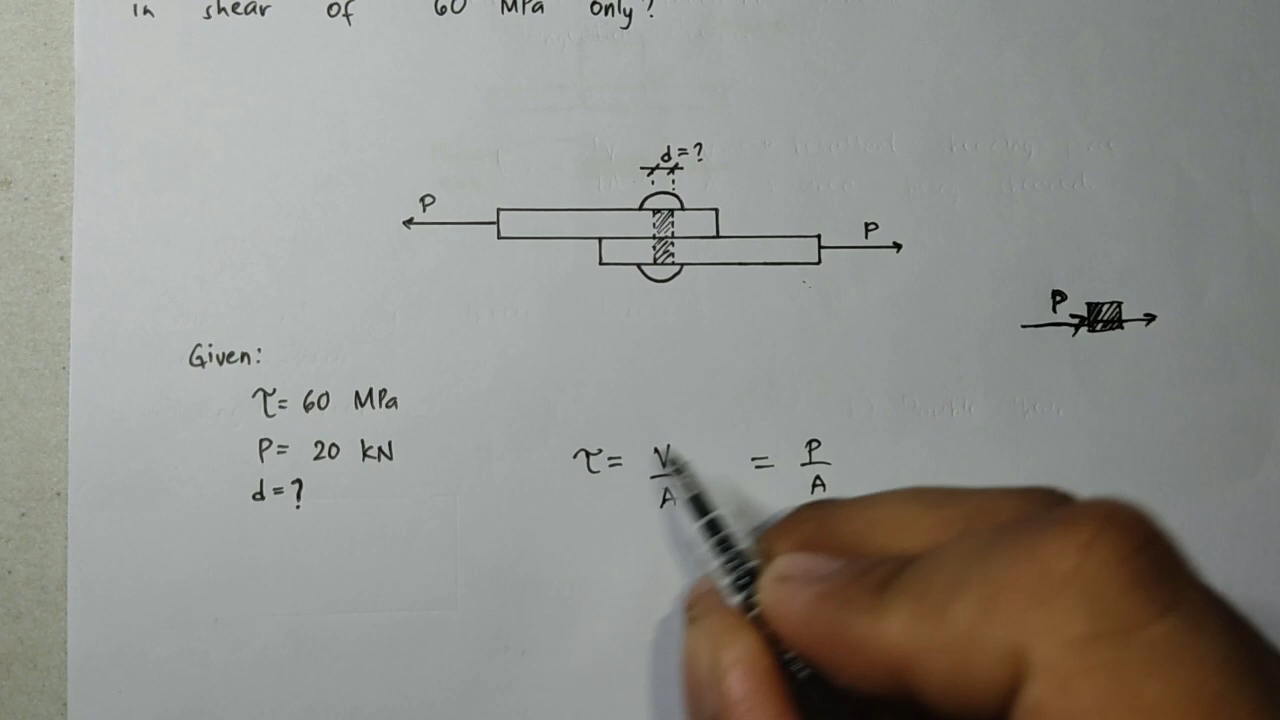 in shear of 60 MPa only?
d=?
P
P
P
Given:
τ= 60 MPa
P= 20 kN
d=?
τ= V/A = P/A